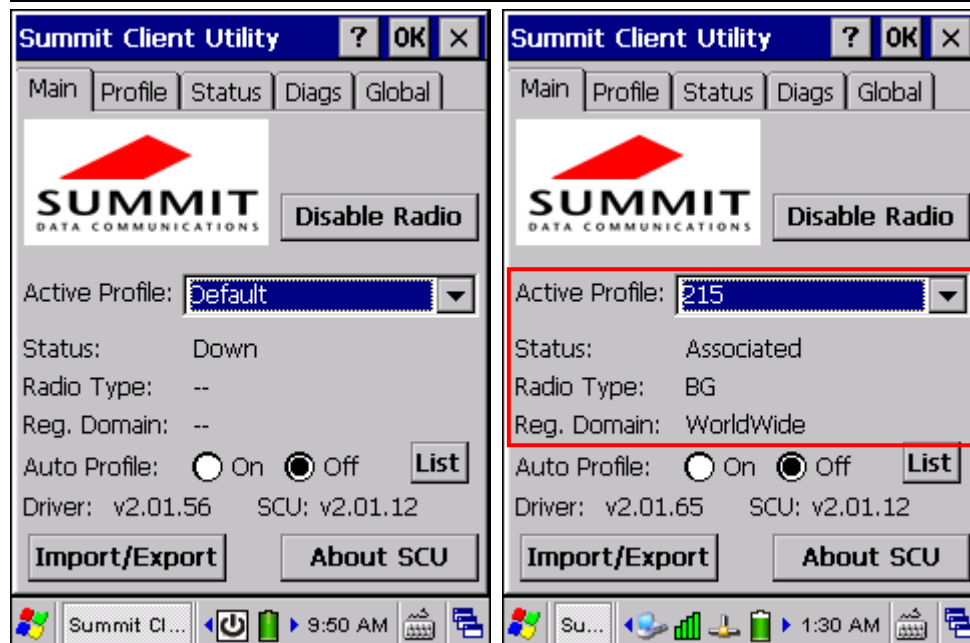 Summit Client Utility ? OK ×
Main Profile Status Diags Global
SUMMIT
DATA COMMUNICATIONS
Disable Radio
Active Profile: Default
Status: Down
Radio Type: --
Reg. Domain: --
Auto Profile: On Off List
Driver: v2.01.56 SCU: v2.01.12
Import/Export About SCU
Summit Cl... 9:50 AM
Summit Client Utility ? OK ×
Main Profile Status Diags Global
SUMMIT
DATA COMMUNICATIONS
Disable Radio
Active Profile: 215
Status: Associated
Radio Type: BG
Reg. Domain: WorldWide
Auto Profile: On Off List
Driver: v2.01.65 SCU: v2.01.12
Import/Export About SCU
Su... 1:30 AM